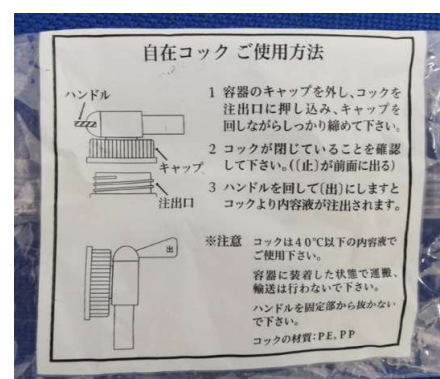 自在コック ご使用方法
ハンドル
キャップ
注出口
1 容器のキャップを外し、コックを
注出口に押し込み、キャップを
回しながらしっかり締めて下さい。
2 コックが閉じていることを確認
して下さい。(〔止〕が前面に出る)
3 ハンドルを回して〔出〕にしますと
コックより内容液が注出されます。
出
※注意 コックは40℃以下の内容液で
ご使用下さい。
容器に装着した状態で運搬、
輸送は行わないで下さい。
ハンドルを固定部から抜かない
で下さい。
コックの材質：PE、PP